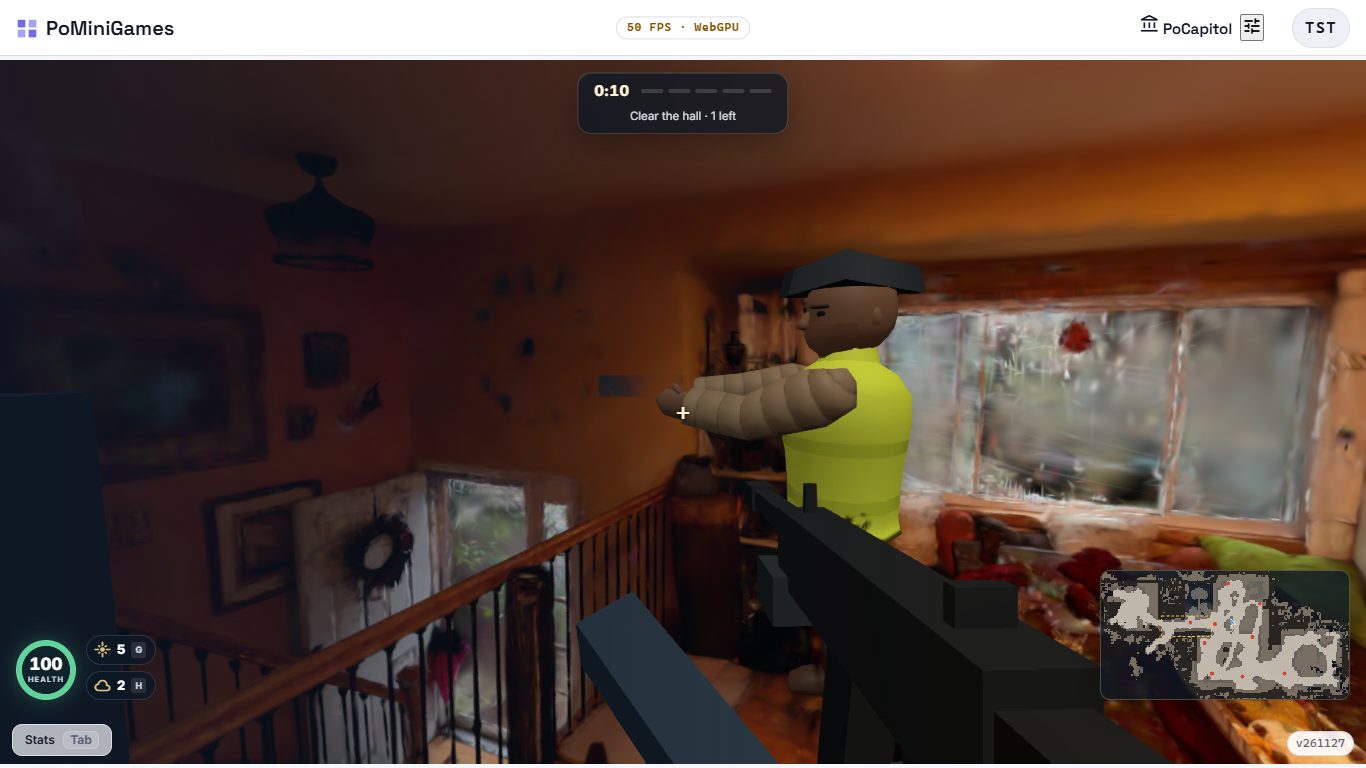 PoMiniGames
50 FPS · WebGPU
PoCapitol
TST
0:10
Clear the hall · 1 left
100
HEALTH
5 G
2 H
Stats Tab
v261127